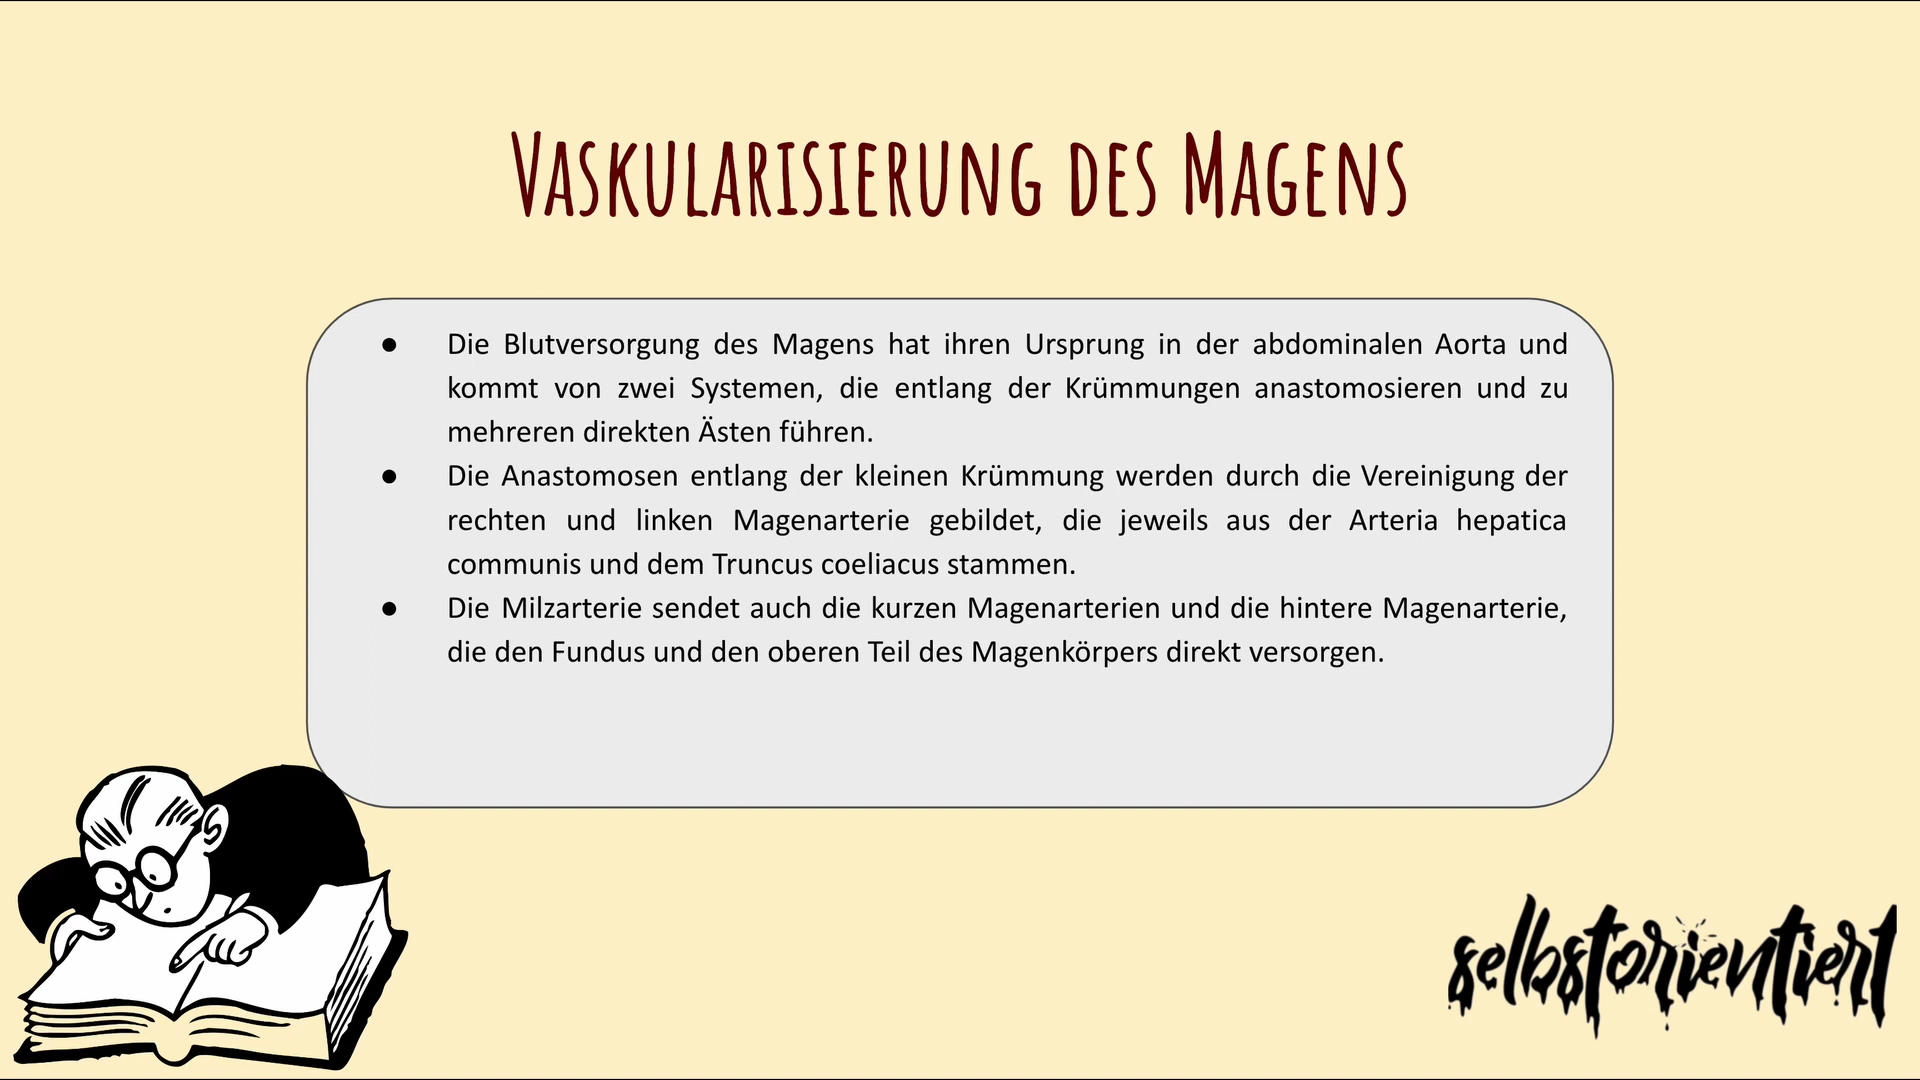 Vaskularisierung des Magens
● Die Blutversorgung des Magens hat ihren Ursprung in der abdominalen Aorta und
kommt von zwei Systemen, die entlang der Krümmungen anastomosieren und zu
mehreren direkten Ästen führen.
● Die Anastomosen entlang der kleinen Krümmung werden durch die Vereinigung der
rechten und linken Magenarterie gebildet, die jeweils aus der Arteria hepatica
communis und dem Truncus coeliacus stammen.
● Die Milzarterie sendet auch die kurzen Magenarterien und die hintere Magenarterie,
die den Fundus und den oberen Teil des Magenkörpers direkt versorgen.
selbstorientiert